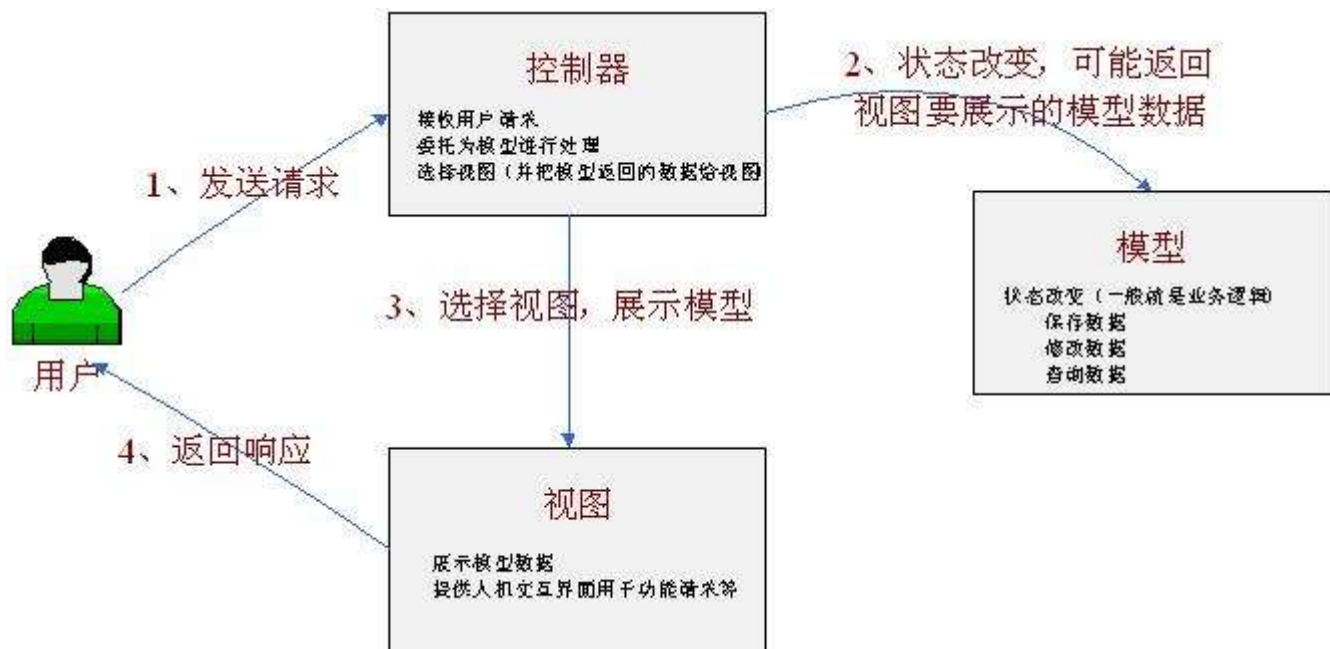 控制器
接收用户请求
委托为模型进行处理
选择视图（并把模型返回的数据给视图）
2、状态改变，可能返回
视图要展示的模型数据
1、发送请求
模型
状态改变（一般就是业务逻辑）
保存数据
修改数据
查询数据
3、选择视图，展示模型
用户
4、返回响应
视图
展示模型数据
提供人机交互界面用于功能请求等